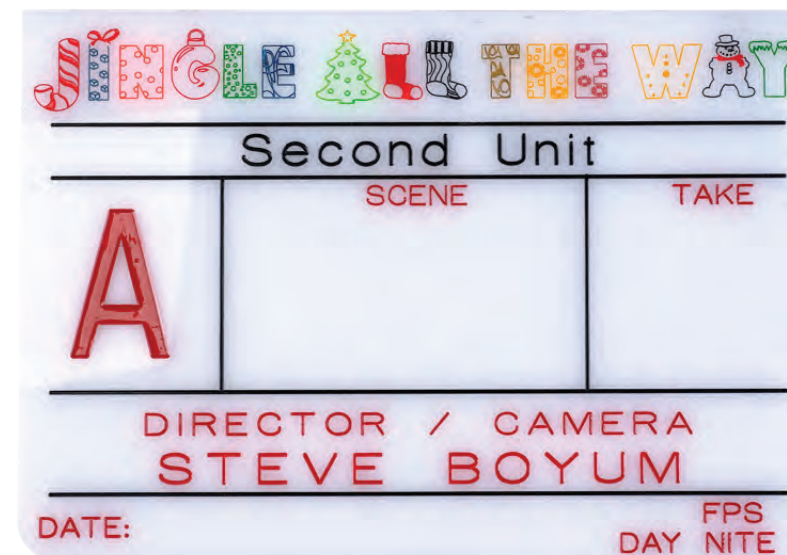 JINGLE ALL THE WAY
Second Unit
A SCENE TAKE
DIRECTOR / CAMERA
STEVE BOYUM
DATE: FPS
DAY NITE